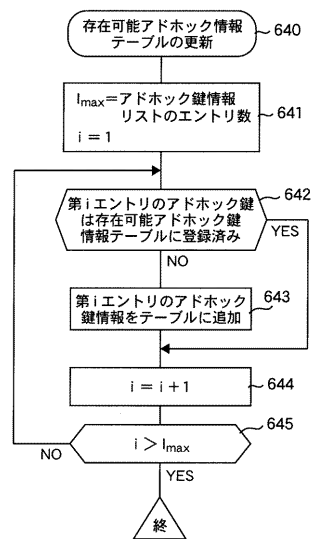 存在可能アドホック情報
テーブルの更新
640
Imax=アドホック鍵情報
リストのエントリ数
i = 1
641
第iエントリのアドホック鍵
は存在可能アドホック鍵
情報テーブルに登録済み
642
YES
NO
第iエントリのアドホック
鍵情報をテーブルに追加
643
i = i+1
644
i > Imax
645
NO
YES
終